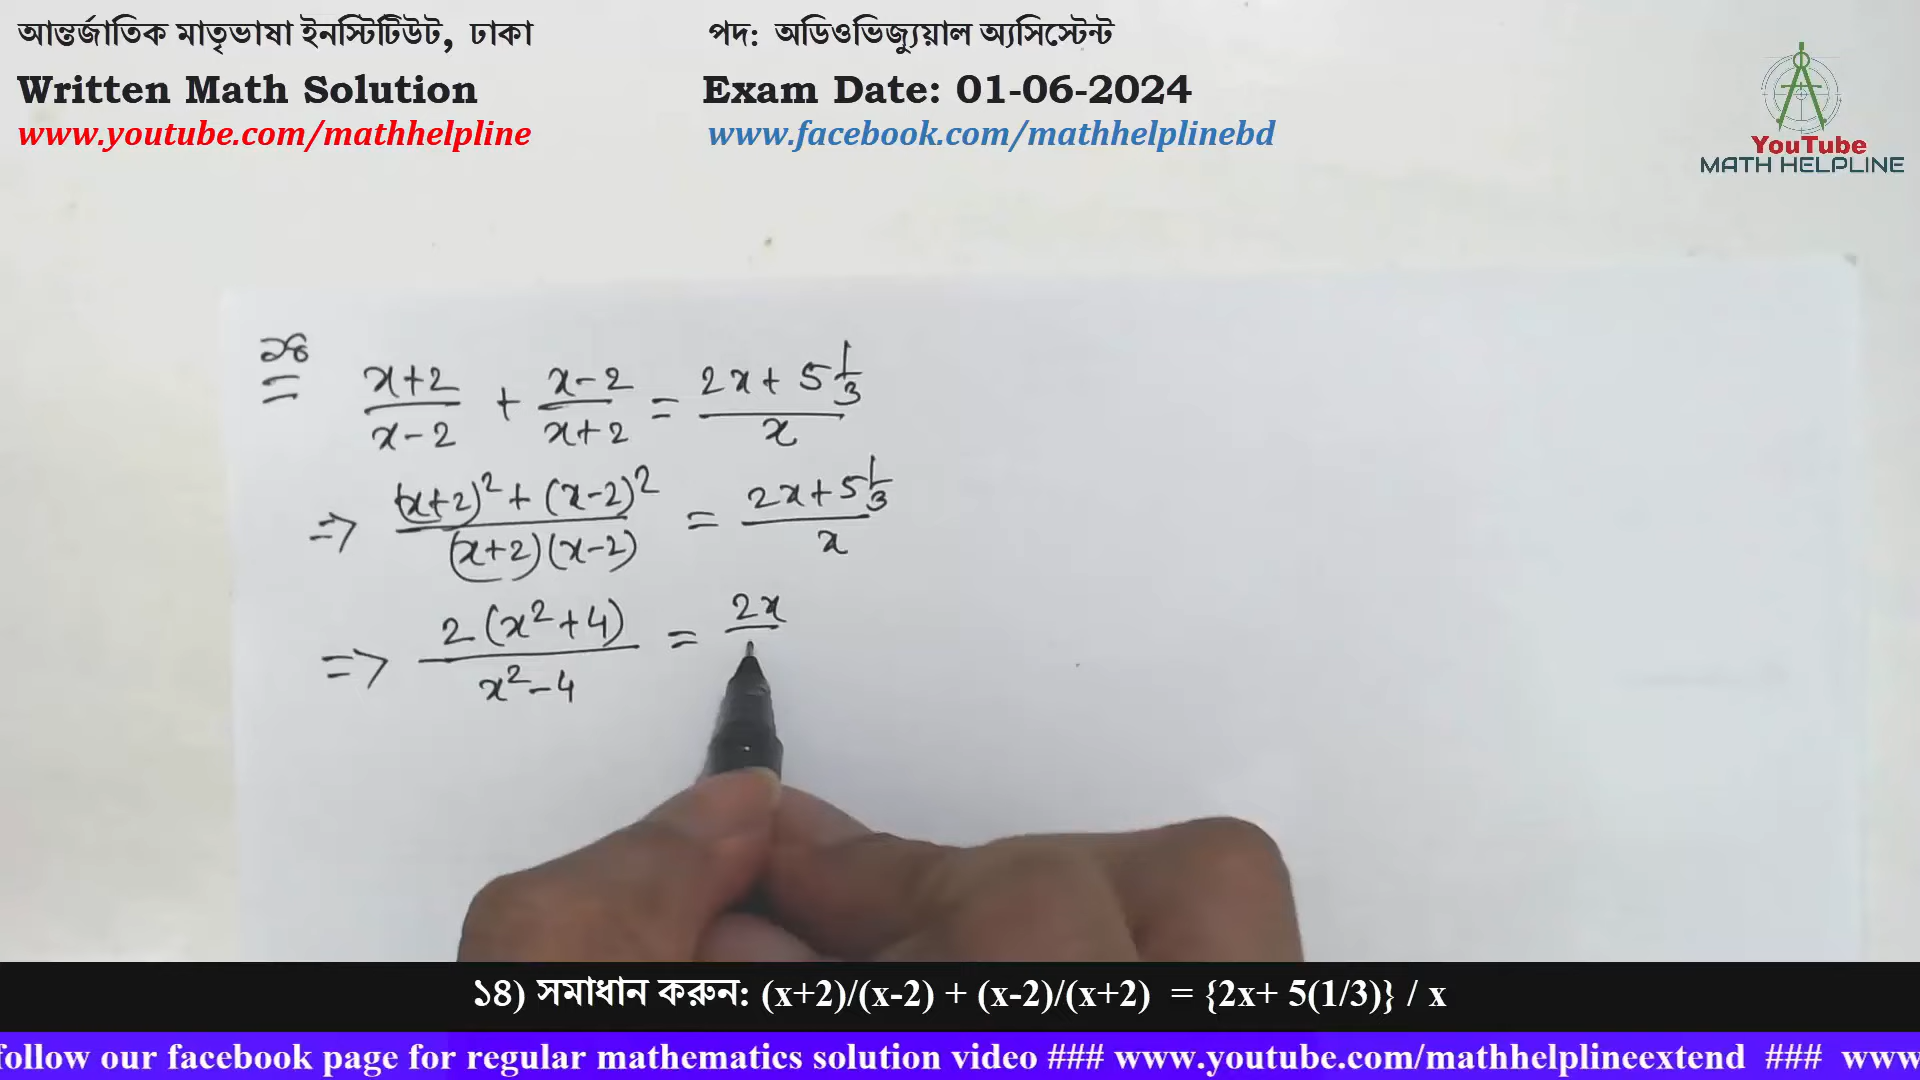 আন্তর্জাতিক মাতৃভাষা ইনস্টিটিউট, ঢাকা
পদ: অডিওভিজ্যুয়াল অ্যসিস্টেন্ট
Written Math Solution
Exam Date: 01-06-2024
www.youtube.com/mathhelpline
www.facebook.com/mathhelplinebd
YouTube
MATH HELPLINE
১৪
(x+2)/(x-2) + (x-2)/(x+2) = (2x + 5 1/3)/x
=> ((x+2)² + (x-2)²)/((x+2)(x-2)) = (2x + 5 1/3)/x
=> 2(x²+4)/(x²-4) = 2x/
১৪) সমাধান করুন: (x+2)/(x-2) + (x-2)/(x+2) = {2x+ 5(1/3)} / x
follow our facebook page for regular mathematics solution video ### www.youtube.com/mathhelplineextend ### www